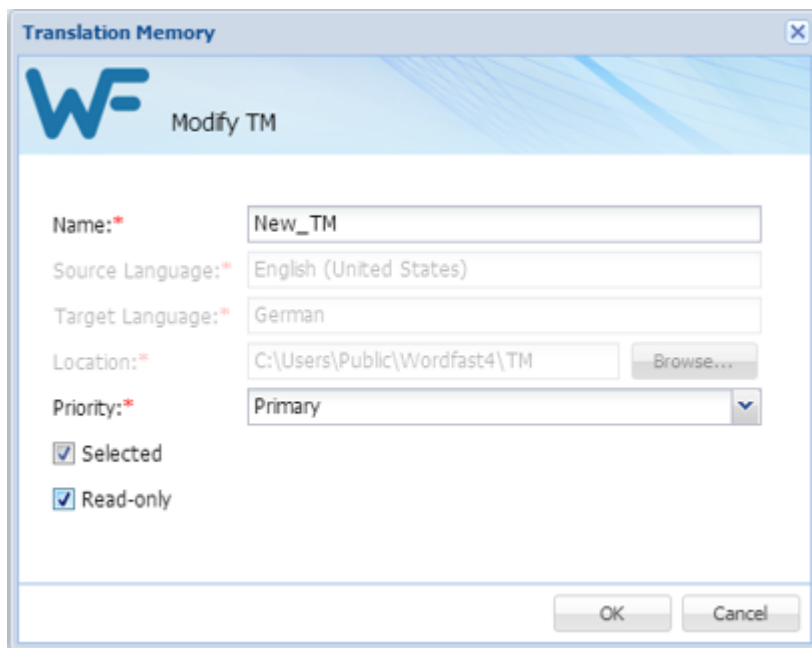 Translation Memory
WF Modify TM
Name:* New_TM
Source Language:* English (United States)
Target Language:* German
Location:* C:\Users\Public\Wordfast4\TM Browse...
Priority:* Primary
Selected
Read-only
OK Cancel